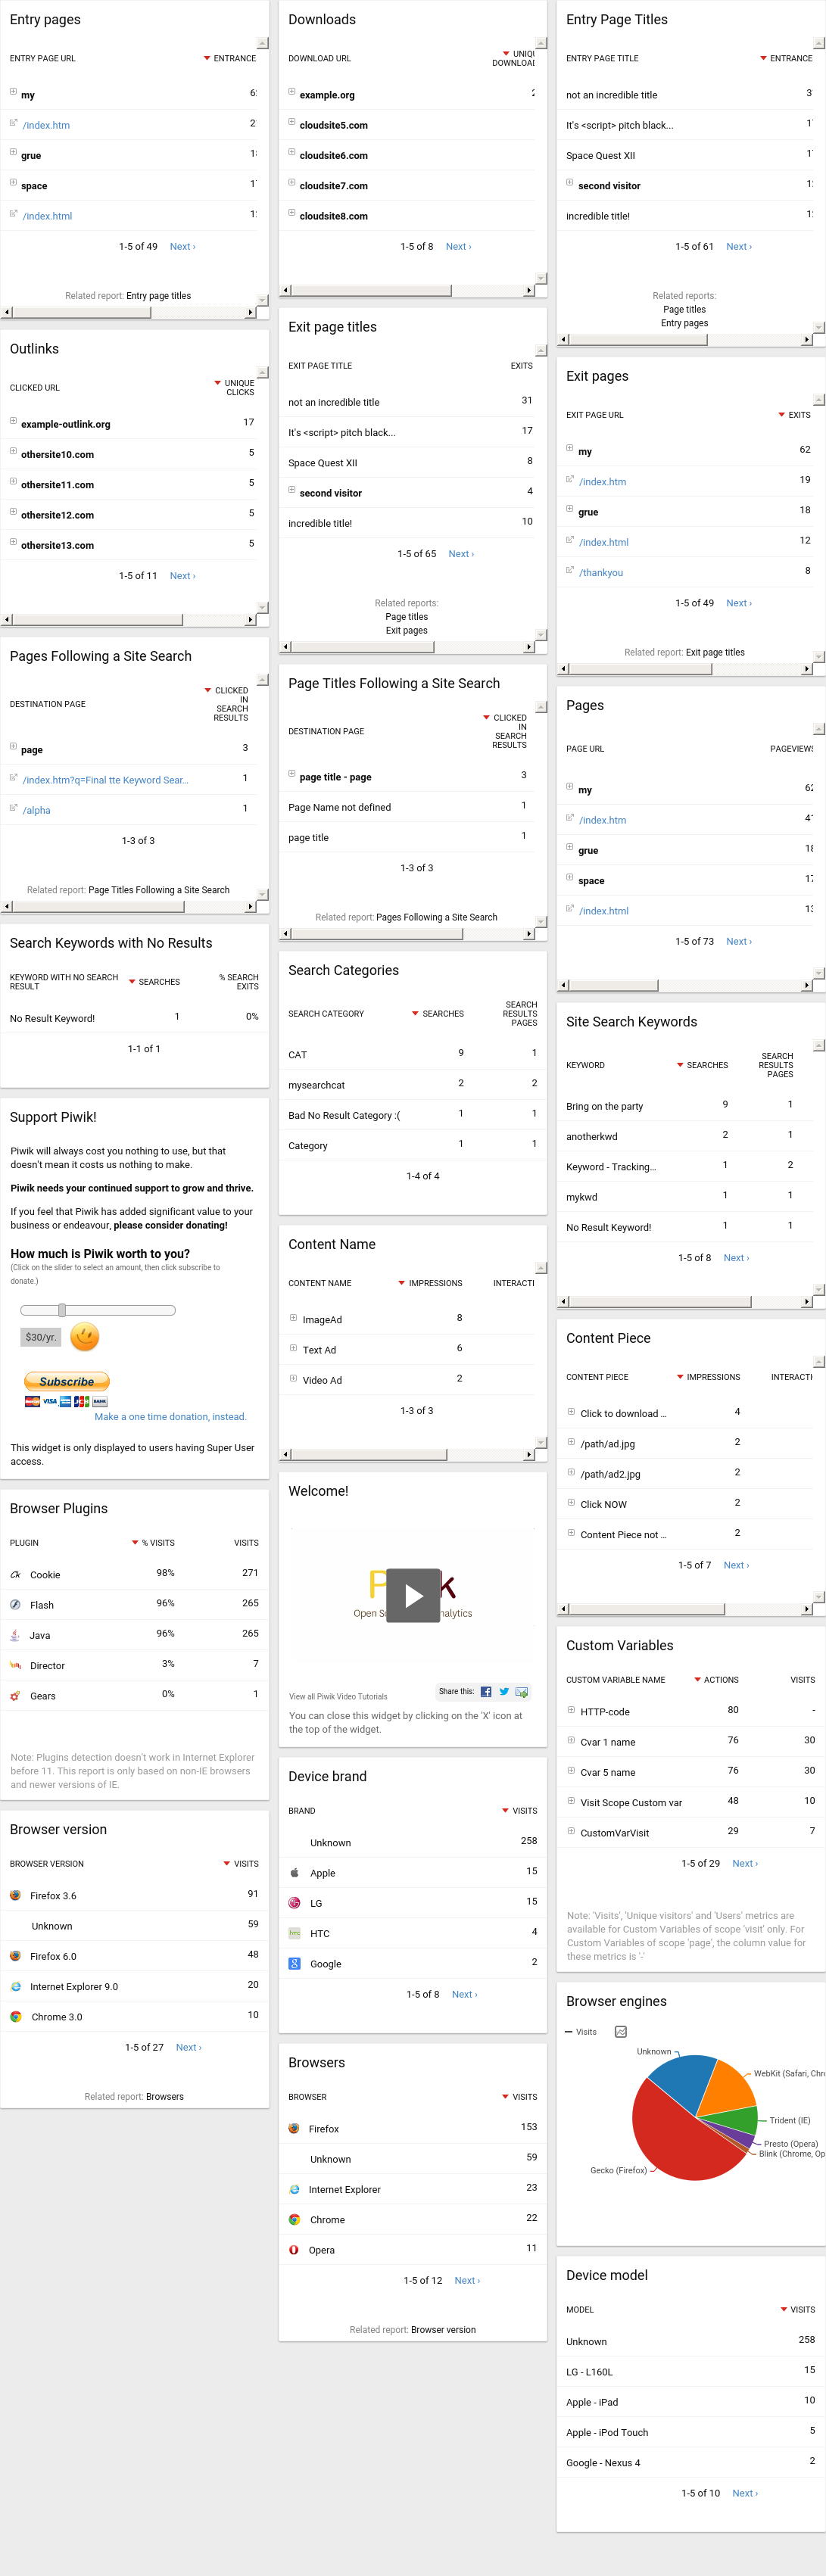 Entry pages
ENTRY PAGE URL ENTRANCE
my
/index.htm
grue
space
/index.html
1-5 of 49 Next ›
Related report: Entry page titles
Outlinks
CLICKED URL UNIQUE CLICKS
example-outlink.org 17
othersite10.com 5
othersite11.com 5
othersite12.com 5
othersite13.com 5
1-5 of 11 Next ›
Pages Following a Site Search
DESTINATION PAGE CLICKED IN SEARCH RESULTS
page 3
/index.htm?q=Final tte Keyword Sear... 1
/alpha 1
1-3 of 3
Related report: Page Titles Following a Site Search
Search Keywords with No Results
KEYWORD WITH NO SEARCH RESULT SEARCHES % SEARCH EXITS
No Result Keyword! 1 0%
1-1 of 1
Support Piwik!
Piwik will always cost you nothing to use, but that
doesn't mean it costs us nothing to make.
Piwik needs your continued support to grow and thrive.
If you feel that Piwik has added significant value to your
business or endeavour, please consider donating!
How much is Piwik worth to you?
(Click on the slider to select an amount, then click subscribe to
donate.)
$30/yr.
Subscribe
VISA BANK
Make a one time donation, instead.
This widget is only displayed to users having Super User
access.
Browser Plugins
PLUGIN % VISITS VISITS
Cookie 98% 271
Flash 96% 265
Java 96% 265
Director 3% 7
Gears 0% 1
Note: Plugins detection doesn't work in Internet Explorer
before 11. This report is only based on non-IE browsers
and newer versions of IE.
Browser version
BROWSER VERSION VISITS
Firefox 3.6 91
Unknown 59
Firefox 6.0 48
Internet Explorer 9.0 20
Chrome 3.0 10
1-5 of 27 Next ›
Related report: Browsers
Downloads
DOWNLOAD URL
example.org
cloudsite5.com
cloudsite6.com
cloudsite7.com
cloudsite8.com
1-5 of 8 Next ›
Exit page titles
EXIT PAGE TITLE EXITS
not an incredible title 31
It's <script> pitch black... 17
Space Quest XII 8
second visitor 4
incredible title! 10
1-5 of 65 Next ›
Related reports:
Page titles
Exit pages
Page Titles Following a Site Search
DESTINATION PAGE CLICKED IN SEARCH RESULTS
page title - page 3
Page Name not defined 1
page title 1
1-3 of 3
Related report: Pages Following a Site Search
Search Categories
SEARCH CATEGORY SEARCHES SEARCH RESULTS PAGES
CAT 9 1
mysearchcat 2 2
Bad No Result Category :( 1 1
Category 1 1
1-4 of 4
Content Name
CONTENT NAME IMPRESSIONS INTERACTI
ImageAd 8
Text Ad 6
Video Ad 2
1-3 of 3
Welcome!
View all Piwik Video Tutorials Share this:
You can close this widget by clicking on the 'X' icon at
the top of the widget.
Device brand
BRAND VISITS
Unknown 258
Apple 15
LG 15
HTC 4
Google 2
1-5 of 8 Next ›
Browsers
BROWSER VISITS
Firefox 153
Unknown 59
Internet Explorer 23
Chrome 22
Opera 11
1-5 of 12 Next ›
Related report: Browser version
Entry Page Titles
ENTRY PAGE TITLE ENTRANCE
not an incredible title
It's <script> pitch black...
Space Quest XII
second visitor
incredible title!
1-5 of 61 Next ›
Related reports:
Page titles
Entry pages
Exit pages
EXIT PAGE URL EXITS
my 62
/index.htm 19
grue 18
/index.html 12
/thankyou 8
1-5 of 49 Next ›
Related report: Exit page titles
Pages
PAGE URL PAGEVIEWS
my
/index.htm
grue
space
/index.html
1-5 of 73 Next ›
Site Search Keywords
KEYWORD SEARCHES SEARCH RESULTS PAGES
Bring on the party 9 1
anotherkwd 2 1
Keyword - Tracking... 1 2
mykwd 1 1
No Result Keyword! 1 1
1-5 of 8 Next ›
Content Piece
CONTENT PIECE IMPRESSIONS INTERACTI
Click to download ... 4
/path/ad.jpg 2
/path/ad2.jpg 2
Click NOW 2
Content Piece not ... 2
1-5 of 7 Next ›
Custom Variables
CUSTOM VARIABLE NAME ACTIONS VISITS
HTTP-code 80 -
Cvar 1 name 76 30
Cvar 5 name 76 30
Visit Scope Custom var 48 10
CustomVarVisit 29 7
1-5 of 29 Next ›
Note: 'Visits', 'Unique visitors' and 'Users' metrics are
available for Custom Variables of scope 'visit' only. For
Custom Variables of scope 'page', the column value for
these metrics is '-'
Browser engines
Visits
Unknown
WebKit (Safari, Chr
Trident (IE)
Presto (Opera)
Blink (Chrome, Op
Gecko (Firefox)
Device model
MODEL VISITS
Unknown 258
LG - L160L 15
Apple - iPad 10
Apple - iPod Touch 5
Google - Nexus 4 2
1-5 of 10 Next ›